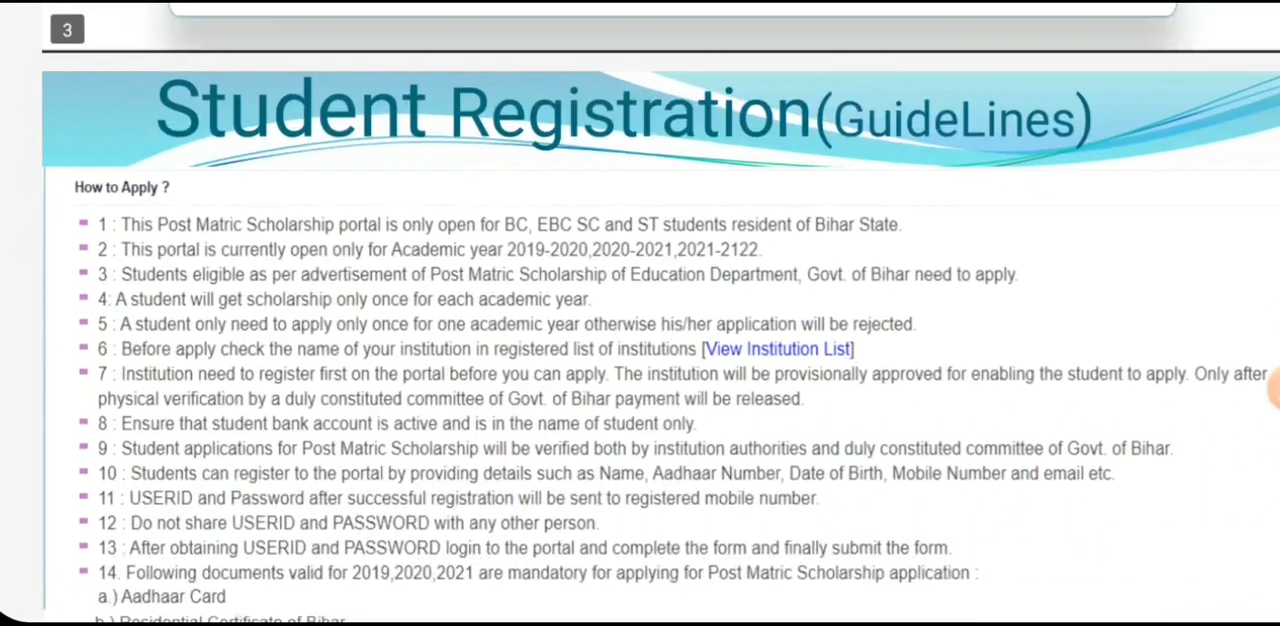 3
Student Registration(GuideLines)
How to Apply ?
1 : This Post Matric Scholarship portal is only open for BC, EBC SC and ST students resident of Bihar State.
2 : This portal is currently open only for Academic year 2019-2020,2020-2021,2021-2122.
3 : Students eligible as per advertisement of Post Matric Scholarship of Education Department, Govt. of Bihar need to apply.
4: A student will get scholarship only once for each academic year.
5 : A student only need to apply only once for one academic year otherwise his/her application will be rejected.
6 : Before apply check the name of your institution in registered list of institutions [View Institution List]
7 : Institution need to register first on the portal before you can apply. The institution will be provisionally approved for enabling the student to apply. Only after
physical verification by a duly constituted committee of Govt. of Bihar payment will be released.
8 : Ensure that student bank account is active and is in the name of student only.
9 : Student applications for Post Matric Scholarship will be verified both by institution authorities and duly constituted committee of Govt. of Bihar.
10 : Students can register to the portal by providing details such as Name, Aadhaar Number, Date of Birth, Mobile Number and email etc.
11 : USERID and Password after successful registration will be sent to registered mobile number.
12 : Do not share USERID and PASSWORD with any other person.
13 : After obtaining USERID and PASSWORD login to the portal and complete the form and finally submit the form.
14. Following documents valid for 2019,2020,2021 are mandatory for applying for Post Matric Scholarship application :
a.) Aadhaar Card
b.) Residential Certificate of Bihar